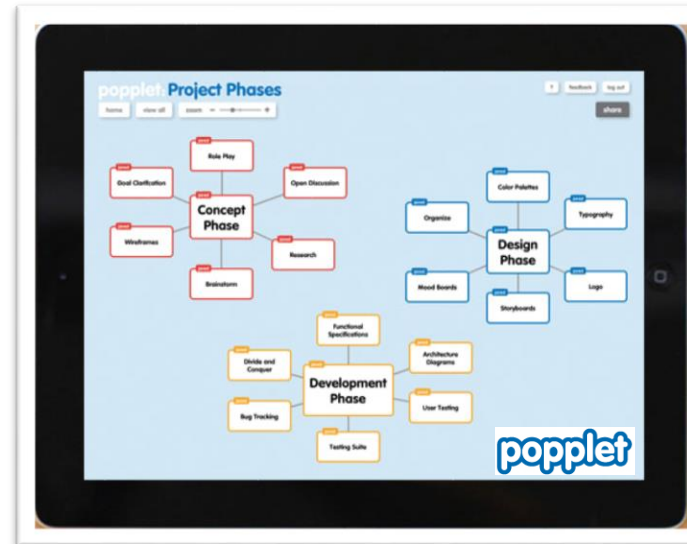 popplet: Project Phases
? feedback log out
home view all zoom - +
share
Role Play
Goal Clarification
Open Discussion
Concept
Phase
Wireframes
Research
Brainstorm
Color Palettes
Organize
Typography
Design
Phase
Mood Boards
Logo
Storyboards
Functional
Specifications
Divide and
Conquer
Architecture
Diagrams
Development
Phase
Bug Tracking
User Testing
Testing Suite
popplet